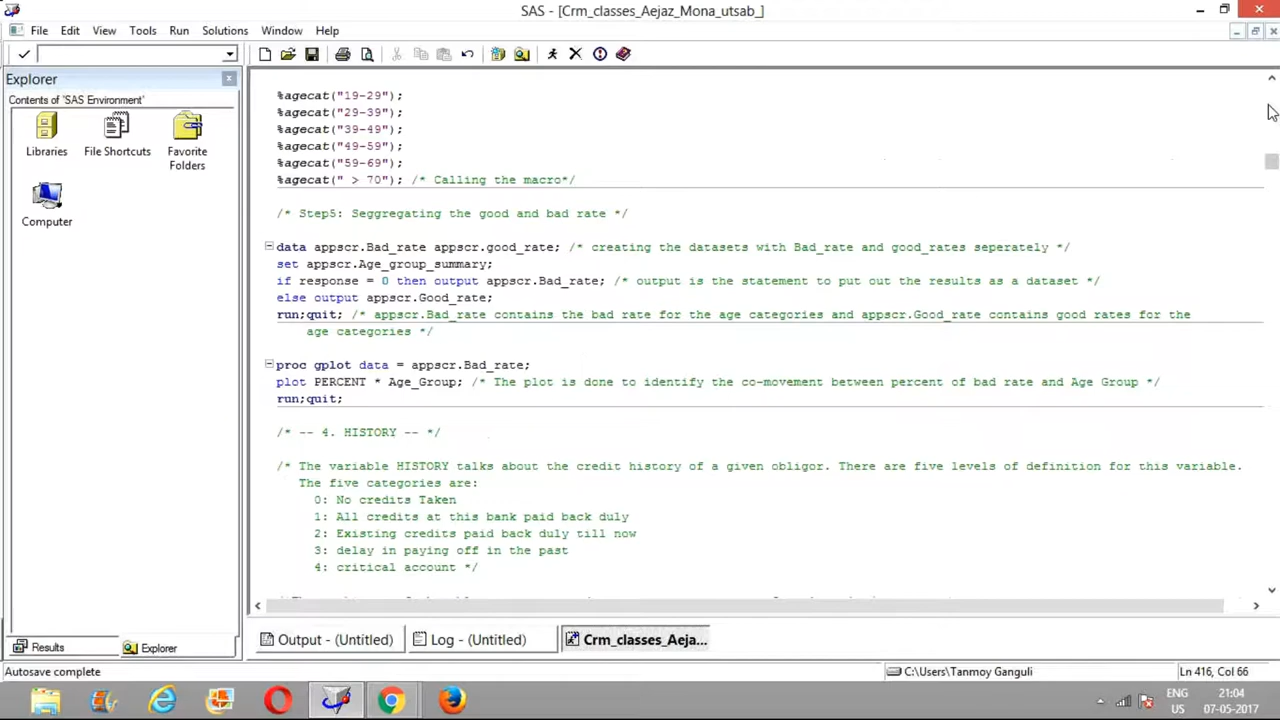 SAS - [Crm_classes_Aejaz_Mona_utsab_]
File Edit View Tools Run Solutions Window Help
Explorer
Contents of 'SAS Environment'
Libraries
File Shortcuts
Favorite Folders
Computer
%agecat("19-29");
%agecat("29-39");
%agecat("39-49");
%agecat("49-59");
%agecat("59-69");
%agecat(" > 70"); /* Calling the macro*/
/* Step5: Seggregating the good and bad rate */
data appscr.Bad_rate appscr.good_rate; /* creating the datasets with Bad_rate and good_rates seperately */
set appscr.Age_group_summary;
if response = 0 then output appscr.Bad_rate; /* output is the statement to put out the results as a dataset */
else output appscr.Good_rate;
run;quit; /* appscr.Bad_rate contains the bad rate for the age categories and appscr.Good_rate contains good rates for the
age categories */
proc gplot data = appscr.Bad_rate;
plot PERCENT * Age_Group; /* The plot is done to identify the co-movement between percent of bad rate and Age Group */
run;quit;
/* -- 4. HISTORY -- */
/* The variable HISTORY talks about the credit history of a given obligor. There are five levels of definition for this variable.
The five categories are:
0: No credits Taken
1: All credits at this bank paid back duly
2: Existing credits paid back duly till now
3: delay in paying off in the past
4: critical account */
Results
Explorer
Output - (Untitled)
Log - (Untitled)
Crm_classes_Aeja...
Autosave complete
C:\Users\Tanmoy Ganguli
Ln 416, Col 66
ENG
US
21:04
07-05-2017